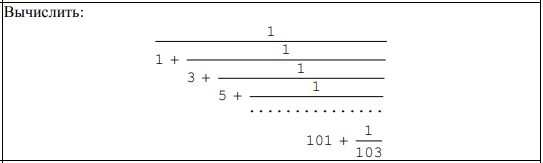 Вычислить:
1
1 + 1
3 + 1
5 + 1
...............
101 + 1
103